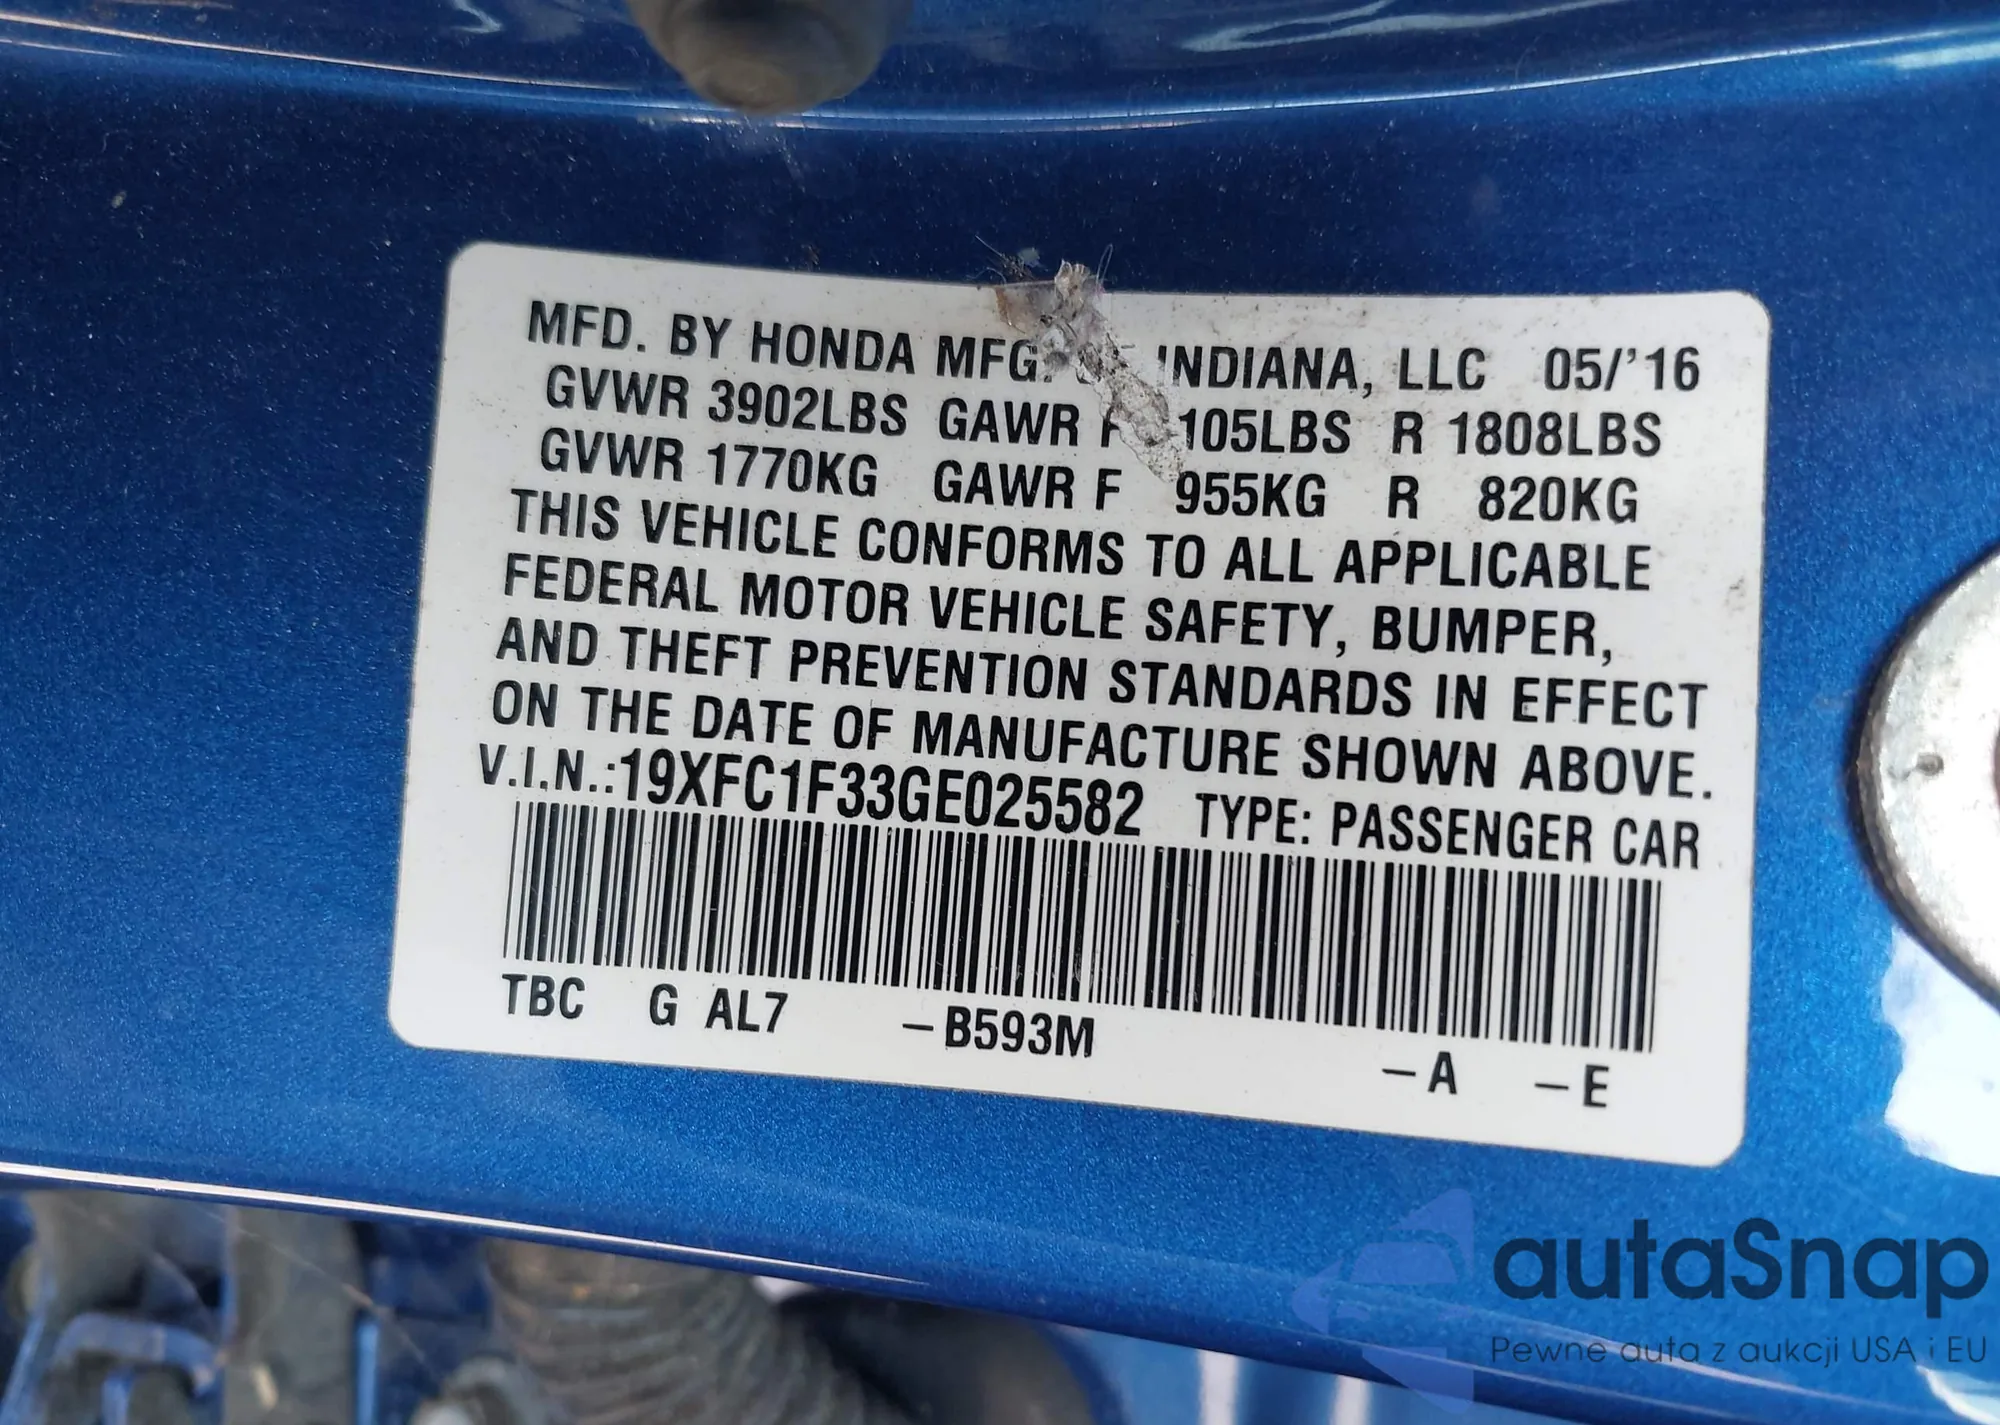 MFD. BY HONDA MFG. INDIANA, LLC 05/'16
GVWR 3902LBS GAWR F 105LBS R 1808LBS
GVWR 1770KG GAWR F 955KG R 820KG
THIS VEHICLE CONFORMS TO ALL APPLICABLE
FEDERAL MOTOR VEHICLE SAFETY, BUMPER,
AND THEFT PREVENTION STANDARDS IN EFFECT
ON THE DATE OF MANUFACTURE SHOWN ABOVE.
V.I.N.:19XFC1F33GE025582 TYPE: PASSENGER CAR
TBC G AL7 –B593M –A –E
autaSnap
Pewne auta z aukcji USA i EU